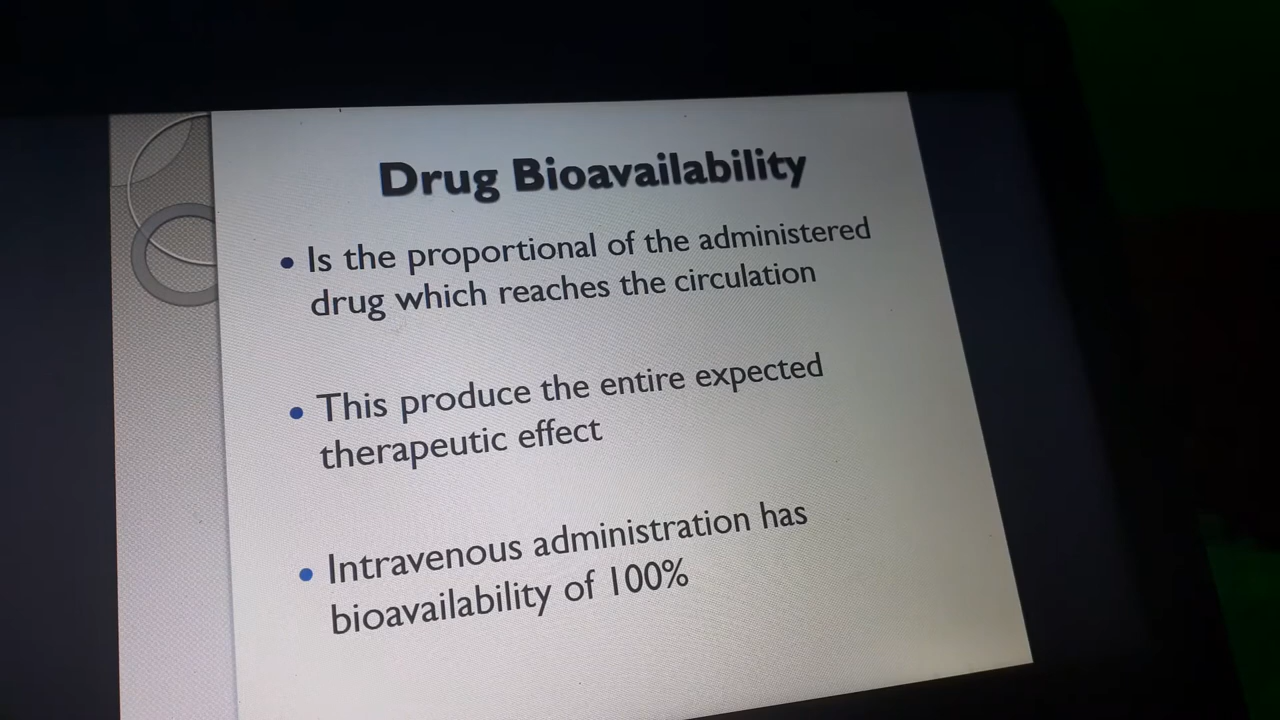 Drug Bioavailability
• Is the proportional of the administered
drug which reaches the circulation
• This produce the entire expected
therapeutic effect
• Intravenous administration has
bioavailability of 100%